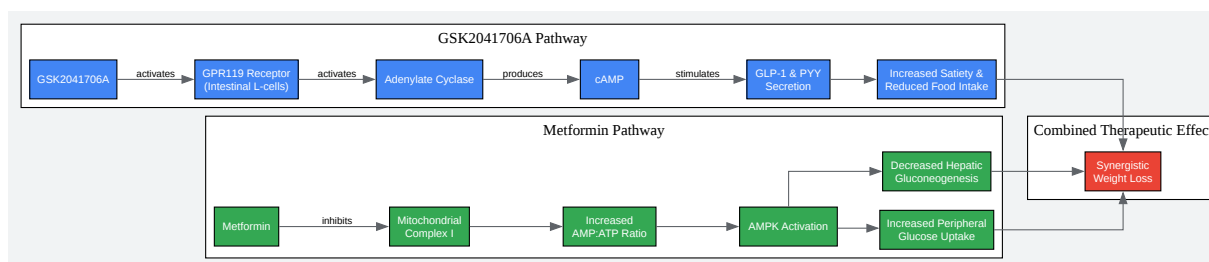 GSK2041706A Pathway
GSK2041706A
activates
GPR119 Receptor
(Intestinal L-cells)
activates
Adenylate Cyclase
produces
cAMP
stimulates
GLP-1 & PYY
Secretion
Increased Satiety &
Reduced Food Intake
Metformin Pathway
Metformin
inhibits
Mitochondrial
Complex I
Increased
AMP:ATP Ratio
AMPK Activation
Decreased Hepatic
Gluconeogenesis
Increased Peripheral
Glucose Uptake
Combined Therapeutic Effec
Synergistic
Weight Loss